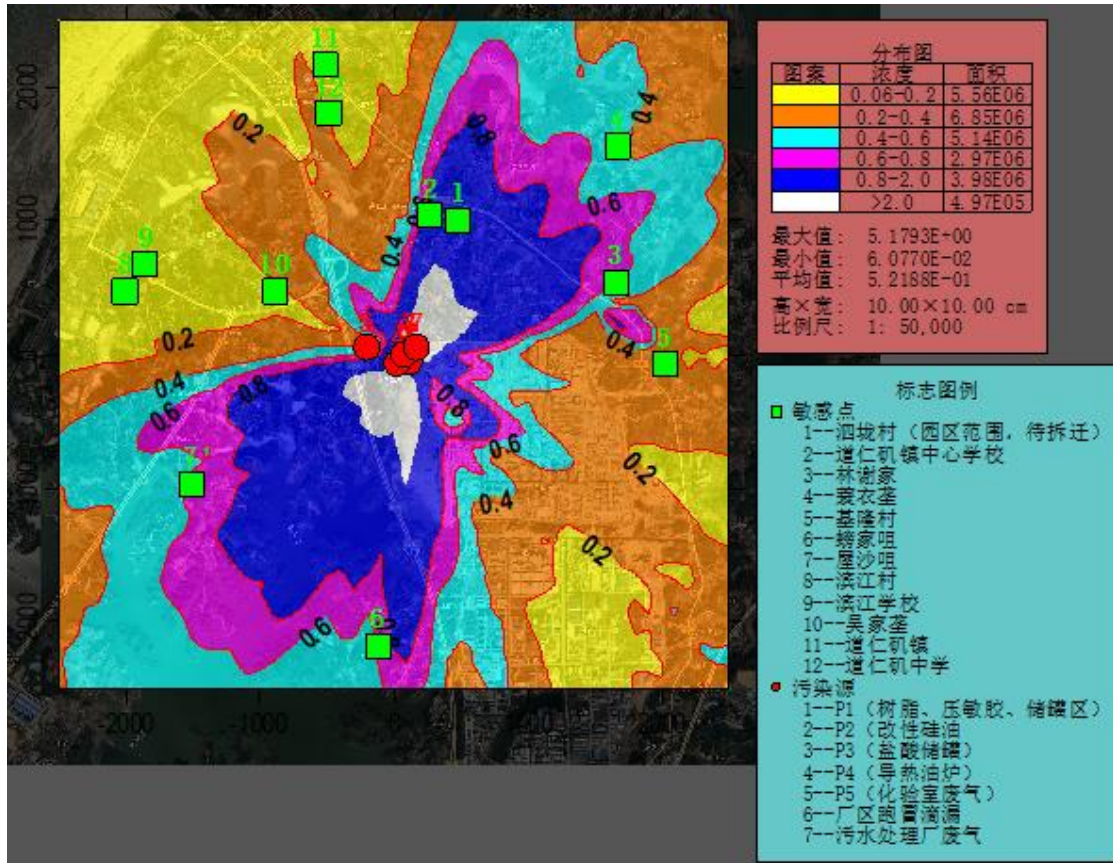 11
2000
12
0.2
0.4
4
0.8
0.6
2 1
1000
0.4
9
8
10
3
0.2
0.4
5
0.4
0.6
0.8
0.8
0.6
0.2
0.4
7
0.2
0.6
6
-2000
-1000
0
分布图
图案 浓度 面积
0.06-0.2 5.56E06
0.2-0.4 6.85E06
0.4-0.6 5.14E06
0.6-0.8 2.97E06
0.8-2.0 3.98E06
>2.0 4.97E05
最大值: 5.1793E+00
最小值: 6.0770E-02
平均值: 5.2188E-01
高×宽: 10.00×10.00 cm
比例尺: 1: 50,000
标志图例
敏感点
1--泗垅村（园区范围，待拆迁）
2--道仁矶镇中心学校
3--林谢家
4--蓑衣垄
5--基隆村
6--螃家咀
7--屋沙咀
8--滨江村
9--滨江学校
10--吴家垄
11--道仁矶镇
12--道仁矶中学
污染源
1--P1（树脂、压敏胶、储罐区）
2--P2（改性硅油
3--P3（盐酸储罐）
4--P4（导热油炉）
5--P5（化验室废气）
6--厂区跑冒滴漏
7--污水处理厂废气